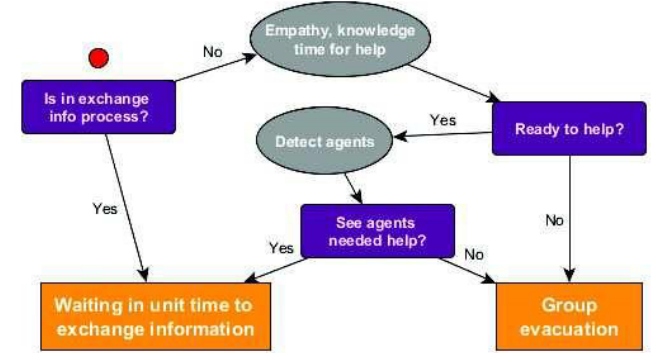 Empathy, knowledge
time for help
No
Is in exchange
info process?
Ready to help?
Yes
Detect agents
Yes
See agents
needed help?
No
Yes
No
Waiting in unit time to
exchange information
Group
evacuation